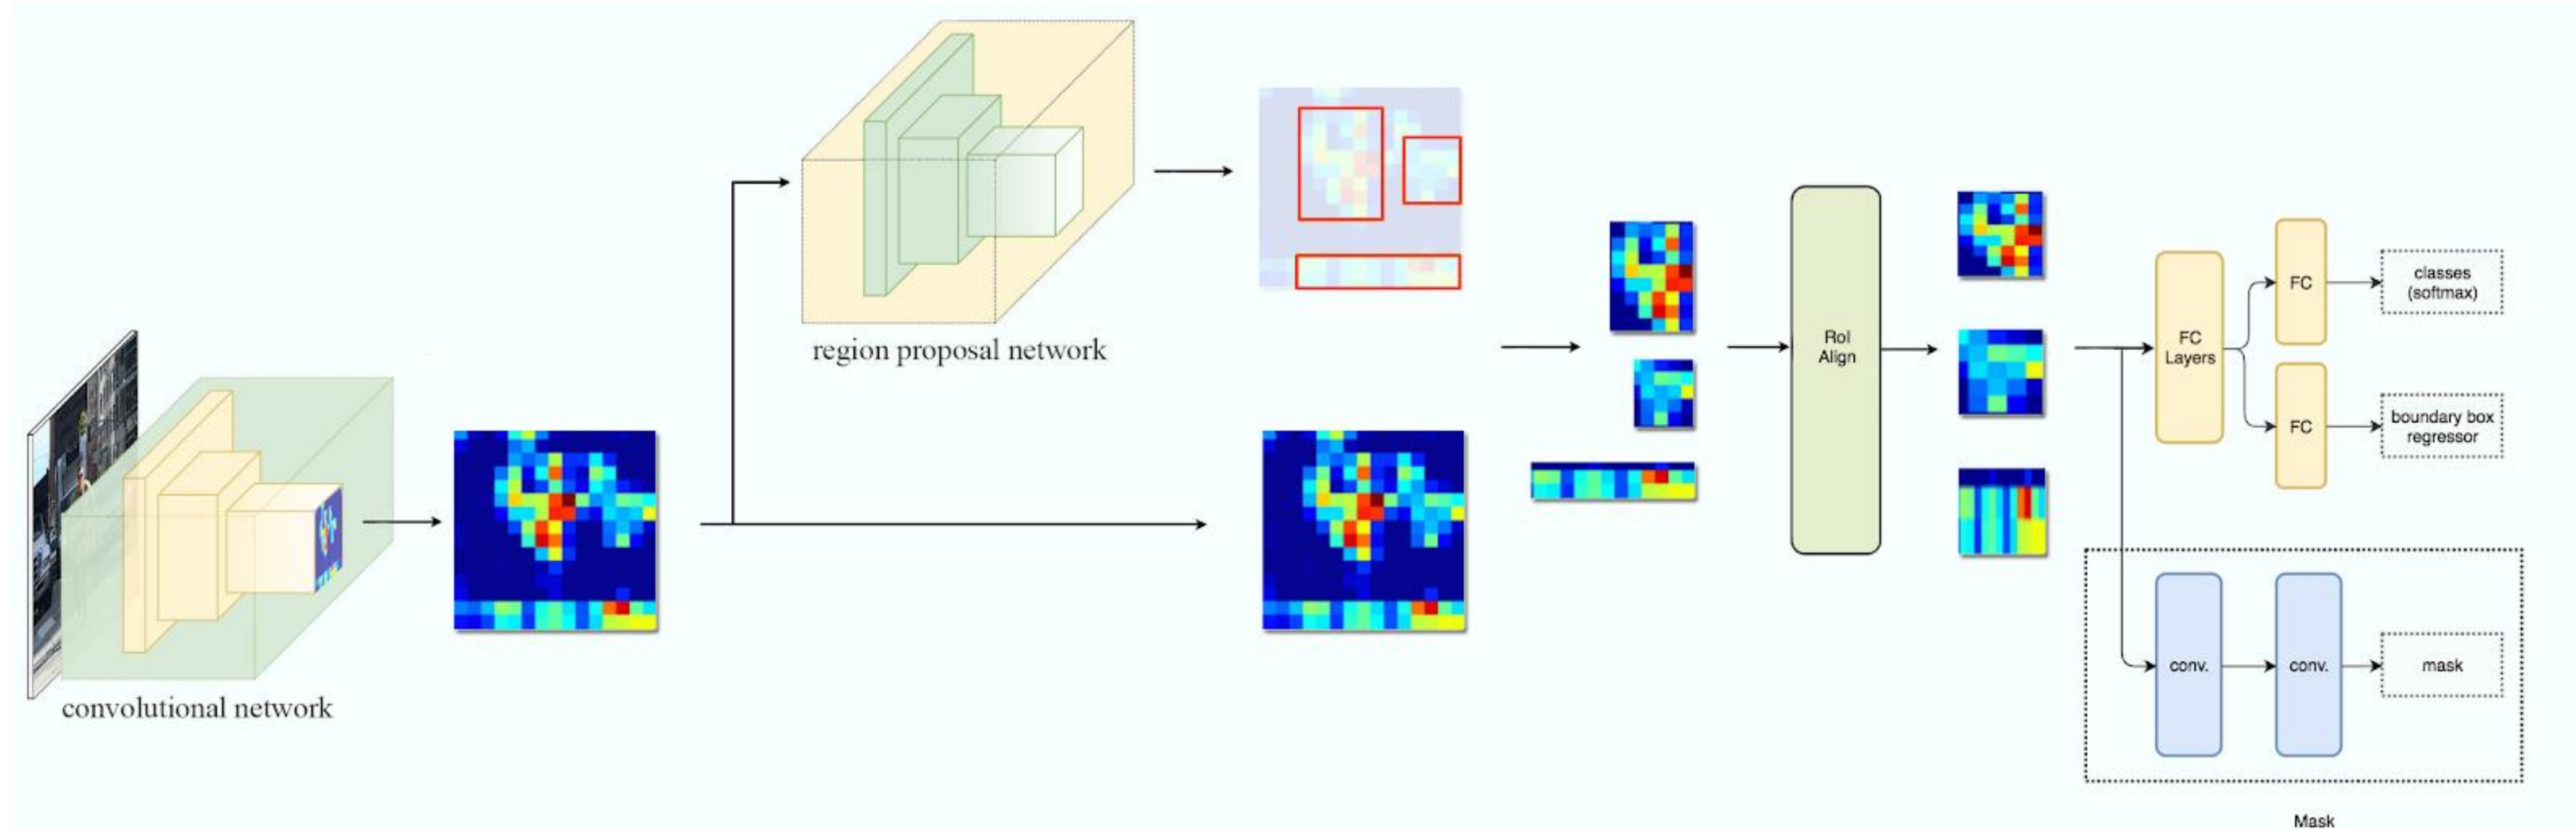 region proposal network
convolutional network
RoI
Align
FC
Layers
FC
classes
(softmax)
FC
boundary box
regressor
conv.
conv.
mask
Mask